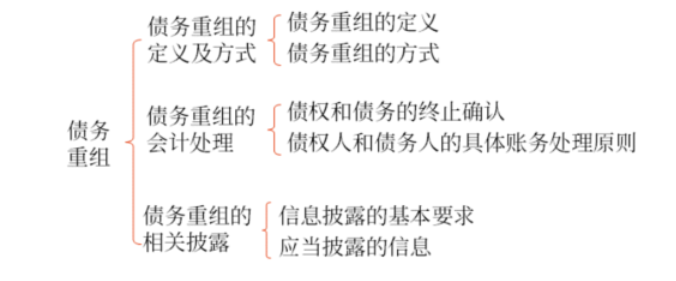 债务重组的
定义及方式
债务重组的定义
债务重组的方式
债务
重组
债务重组的
会计处理
债权和债务的终止确认
债权人和债务人的具体账务处理原则
债务重组的
相关披露
信息披露的基本要求
应当披露的信息